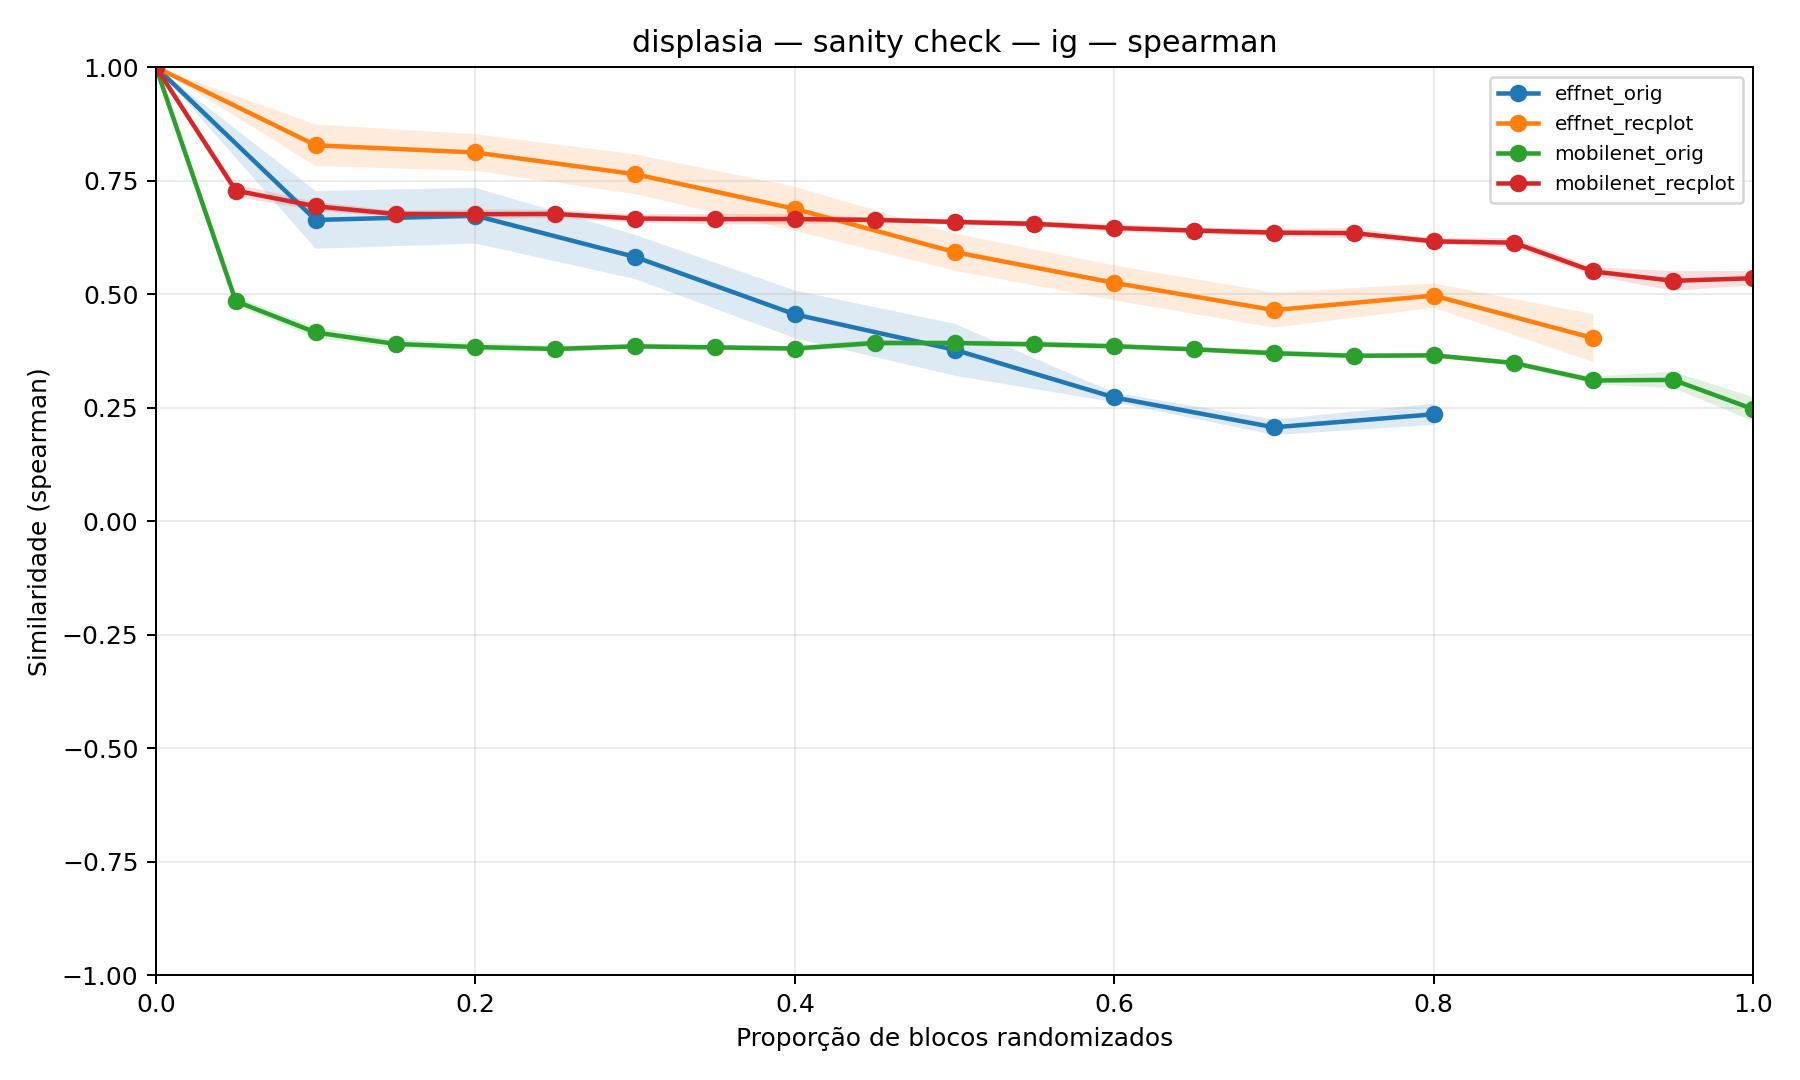 displasia — sanity check — ig — spearman
effnet_orig
effnet_recplot
mobilenet_orig
mobilenet_recplot
Similaridade (spearman)
1.00
0.75
0.50
0.25
0.00
−0.25
−0.50
−0.75
−1.00
0.0 0.2 0.4 0.6 0.8 1.0
Proporção de blocos randomizados